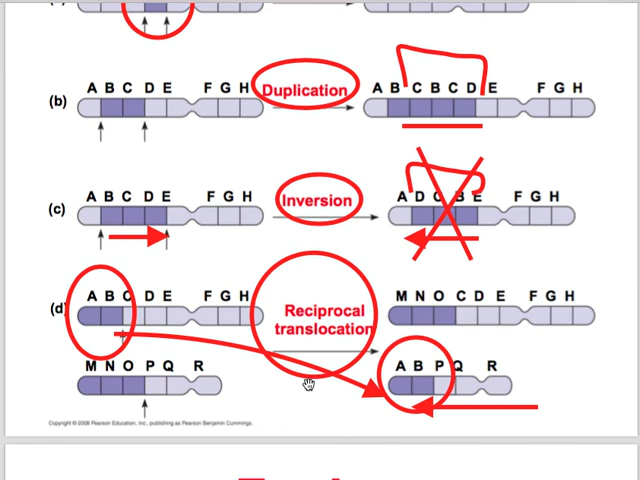 A B C D E F G H Duplication A B C B C D E F G H
(b)
A B C D E F G H Inversion A D C B E F G H
(c)
A B C D E F G H M N O C D E F G H
(d) Reciprocal
translocation
M N O P Q R A B P Q R
Copyright © 2008 Pearson Education, Inc., publishing as Pearson Benjamin Cummings.